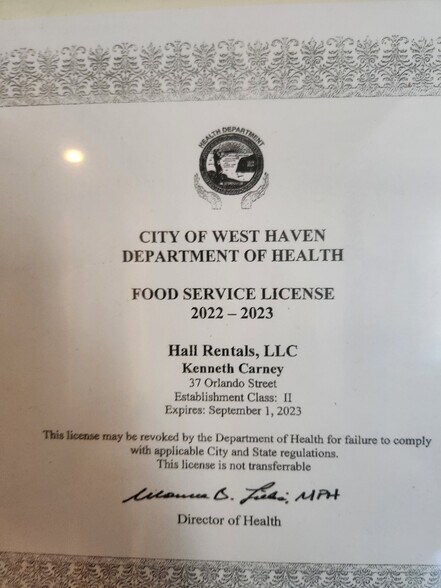 HEALTH DEPARTMENT
CITY OF WEST HAVEN
DEPARTMENT OF HEALTH
FOOD SERVICE LICENSE
2022 – 2023
Hall Rentals, LLC
Kenneth Carney
37 Orlando Street
Establishment Class: II
Expires: September 1, 2023
This license may be revoked by the Department of Health for failure to comply
with applicable City and State regulations.
This license is not transferrable
MPH
Director of Health